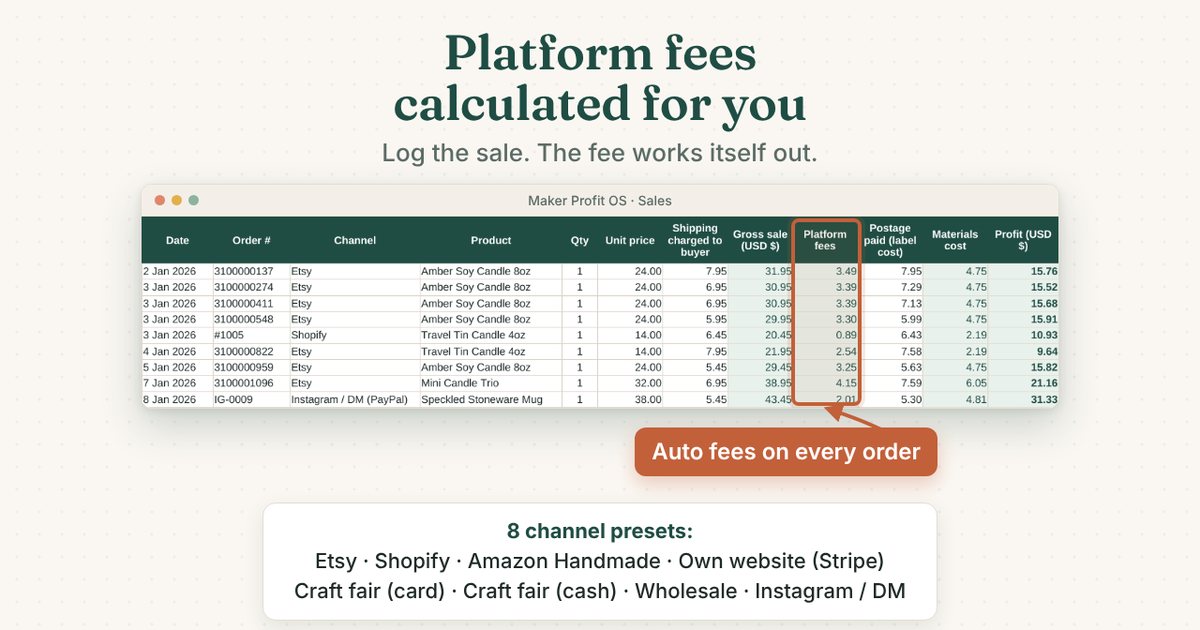 Platform fees
calculated for you
Log the sale. The fee works itself out.
Maker Profit OS · Sales
Date Order # Channel Product Qty Unit price Shipping charged to buyer Gross sale (USD $) Platform fees Postage paid (label cost) Materials cost Profit (USD $)
2 Jan 2026 3100000137 Etsy Amber Soy Candle 8oz 1 24.00 7.95 31.95 3.49 7.95 4.75 15.76
3 Jan 2026 3100000274 Etsy Amber Soy Candle 8oz 1 24.00 6.95 30.95 3.39 7.29 4.75 15.52
3 Jan 2026 3100000411 Etsy Amber Soy Candle 8oz 1 24.00 6.95 30.95 3.39 7.13 4.75 15.68
3 Jan 2026 3100000548 Etsy Amber Soy Candle 8oz 1 24.00 5.95 29.95 3.30 5.99 4.75 15.91
3 Jan 2026 #1005 Shopify Travel Tin Candle 4oz 1 14.00 6.45 20.45 0.89 6.43 2.19 10.93
4 Jan 2026 3100000822 Etsy Travel Tin Candle 4oz 1 14.00 7.95 21.95 2.54 7.58 2.19 9.64
5 Jan 2026 3100000959 Etsy Amber Soy Candle 8oz 1 24.00 5.45 29.45 3.25 5.63 4.75 15.82
7 Jan 2026 3100001096 Etsy Mini Candle Trio 1 32.00 6.95 38.95 4.15 7.59 6.05 21.16
8 Jan 2026 IG-0009 Instagram / DM (PayPal) Speckled Stoneware Mug 1 38.00 5.45 43.45 2.01 5.30 4.81 31.33
Auto fees on every order
8 channel presets:
Etsy · Shopify · Amazon Handmade · Own website (Stripe)
Craft fair (card) · Craft fair (cash) · Wholesale · Instagram / DM